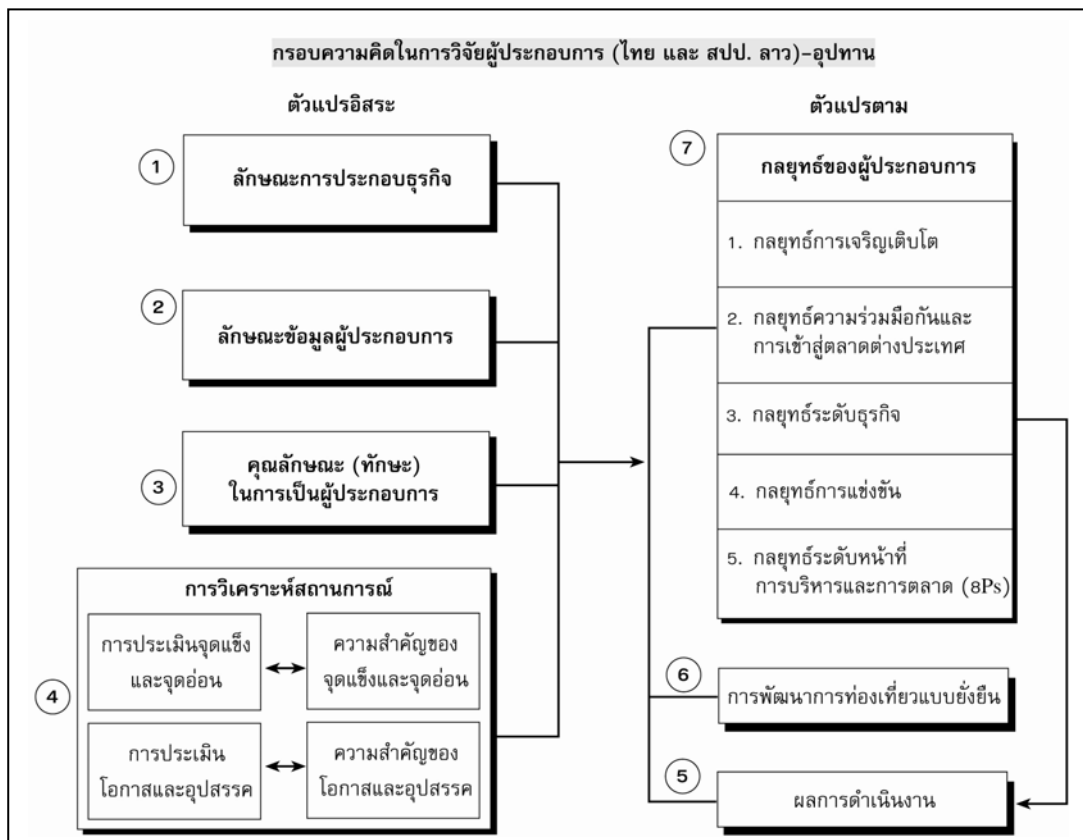 กรอบความคิดในการวิจัยผู้ประกอบการ (ไทย และ สปป. ลาว)-อุปทาน
ตัวแปรอิสระ
1
ลักษณะการประกอบธุรกิจ
2
ลักษณะข้อมูลผู้ประกอบการ
3
คุณลักษณะ (ทักษะ)
ในการเป็นผู้ประกอบการ
4
การวิเคราะห์สถานการณ์
การประเมินจุดแข็ง
และจุดอ่อน
ความสำคัญของ
จุดแข็งและจุดอ่อน
การประเมิน
โอกาสและอุปสรรค
ความสำคัญของ
โอกาสและอุปสรรค
ตัวแปรตาม
7
กลยุทธ์ของผู้ประกอบการ
1. กลยุทธ์การเจริญเติบโต
2. กลยุทธ์ความร่วมมือกันและ
การเข้าสู่ตลาดต่างประเทศ
3. กลยุทธ์ระดับธุรกิจ
4. กลยุทธ์การแข่งขัน
5. กลยุทธ์ระดับหน้าที่
การบริหารและการตลาด (8Ps)
6
การพัฒนาการท่องเที่ยวแบบยั่งยืน
5
ผลการดำเนินงาน